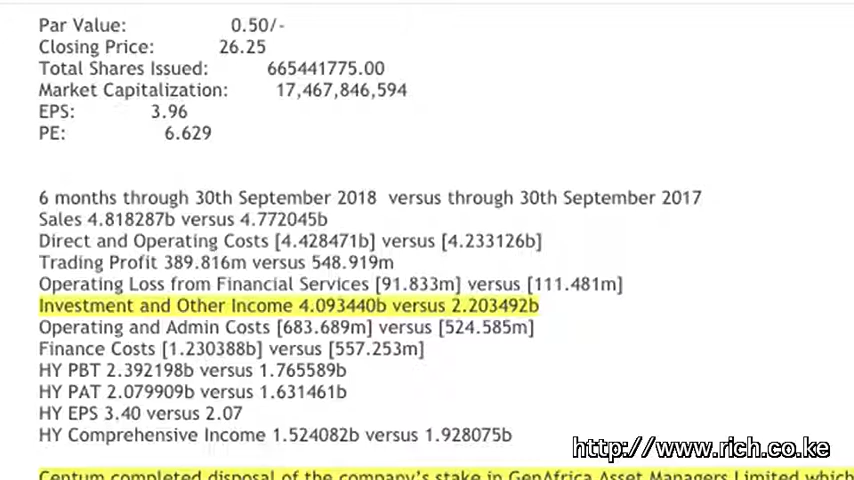 Par Value: 0.50/-
Closing Price: 26.25
Total Shares Issued: 665441775.00
Market Capitalization: 17,467,846,594
EPS: 3.96
PE: 6.629
6 months through 30th September 2018 versus through 30th September 2017
Sales 4.818287b versus 4.772045b
Direct and Operating Costs [4.428471b] versus [4.233126b]
Trading Profit 389.816m versus 548.919m
Operating Loss from Financial Services [91.833m] versus [111.481m]
Investment and Other Income 4.093440b versus 2.203492b
Operating and Admin Costs [683.689m] versus [524.585m]
Finance Costs [1.230388b] versus [557.253m]
HY PBT 2.392198b versus 1.765589b
HY PAT 2.079909b versus 1.631461b
HY EPS 3.40 versus 2.07
HY Comprehensive Income 1.524082b versus 1.928075b
http://www.rich.co.ke
Centum completed disposal of the company's stake in GenAfrica Asset Managers Limited which